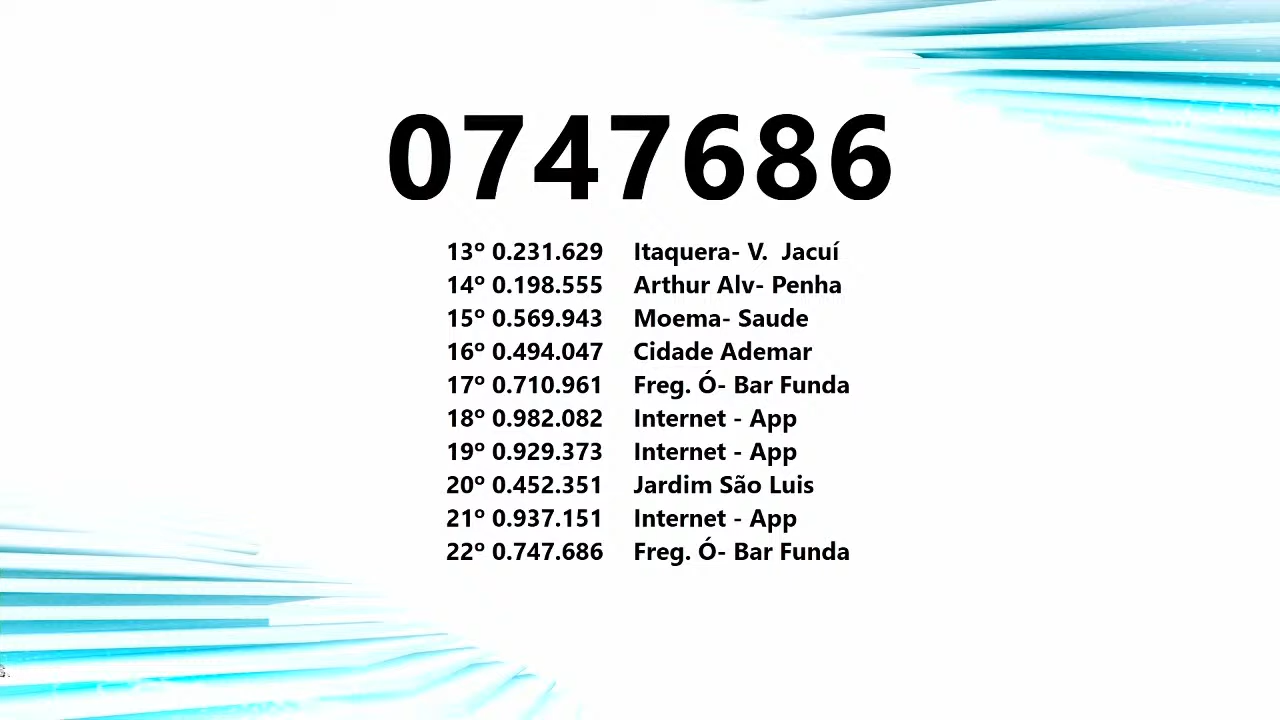 0747686
13º 0.231.629 Itaquera- V. Jacuí
14º 0.198.555 Arthur Alv- Penha
15º 0.569.943 Moema- Saude
16º 0.494.047 Cidade Ademar
17º 0.710.961 Freg. Ó- Bar Funda
18º 0.982.082 Internet - App
19º 0.929.373 Internet - App
20º 0.452.351 Jardim São Luis
21º 0.937.151 Internet - App
22º 0.747.686 Freg. Ó- Bar Funda